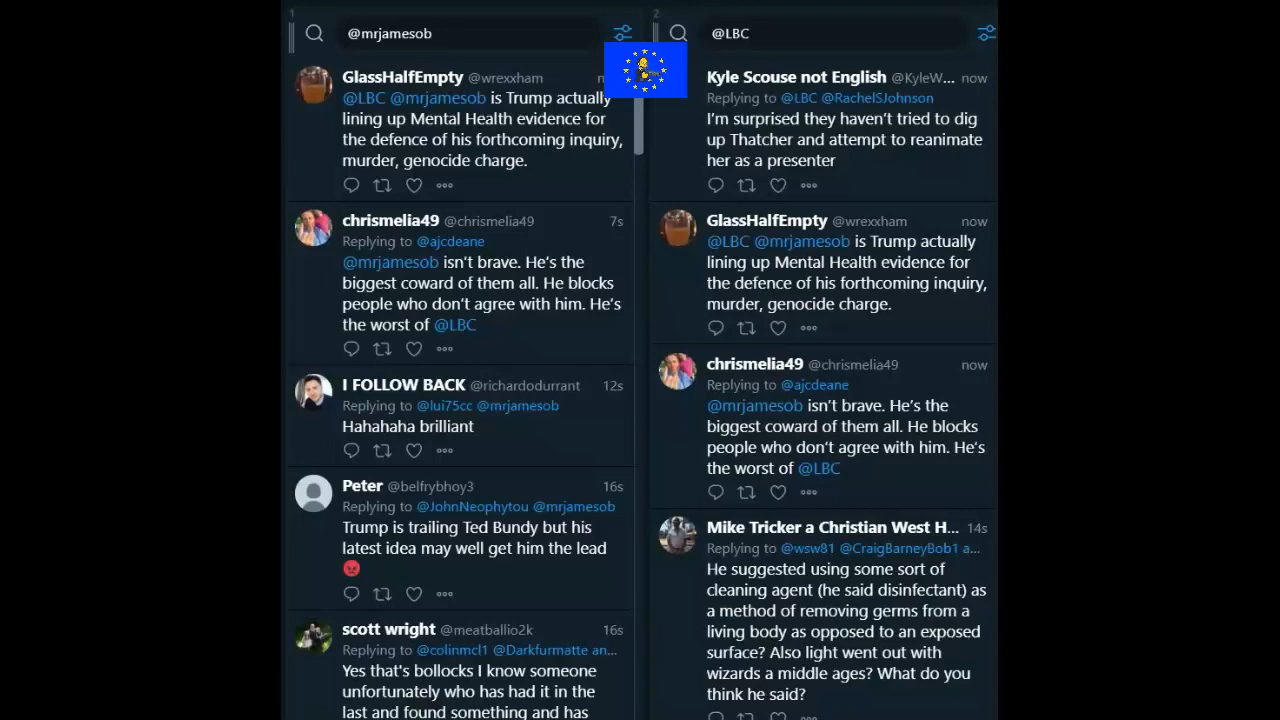 1
@mrjamesob
GlassHalfEmpty @wrexxham
@LBC @mrjamesob is Trump actually
lining up Mental Health evidence for
the defence of his forthcoming inquiry,
murder, genocide charge.
chrismelia49 @chrismelia49 7s
Replying to @ajcdeane
@mrjamesob isn't brave. He's the
biggest coward of them all. He blocks
people who don't agree with him. He's
the worst of @LBC
I FOLLOW BACK @richardodurrant 12s
Replying to @lui75cc @mrjamesob
Hahahaha brilliant
Peter @belfrybhoy3 16s
Replying to @JohnNeophytou @mrjamesob
Trump is trailing Ted Bundy but his
latest idea may well get him the lead
😡
scott wright @meatballio2k 16s
Replying to @colinmcl1 @Darkfurmatte an...
Yes that's bollocks I know someone
unfortunately who has had it in the
last and found something and has
2
@LBC
Kyle Scouse not English @KyleW... now
Replying to @LBC @RachelSJohnson
I'm surprised they haven't tried to dig
up Thatcher and attempt to reanimate
her as a presenter
GlassHalfEmpty @wrexxham now
@LBC @mrjamesob is Trump actually
lining up Mental Health evidence for
the defence of his forthcoming inquiry,
murder, genocide charge.
chrismelia49 @chrismelia49 now
Replying to @ajcdeane
@mrjamesob isn't brave. He's the
biggest coward of them all. He blocks
people who don't agree with him. He's
the worst of @LBC
Mike Tricker a Christian West H... 14s
Replying to @wsw81 @CraigBarneyBob1 a...
He suggested using some sort of
cleaning agent (he said disinfectant) as
a method of removing germs from a
living body as opposed to an exposed
surface? Also light went out with
wizards a middle ages? What do you
think he said?